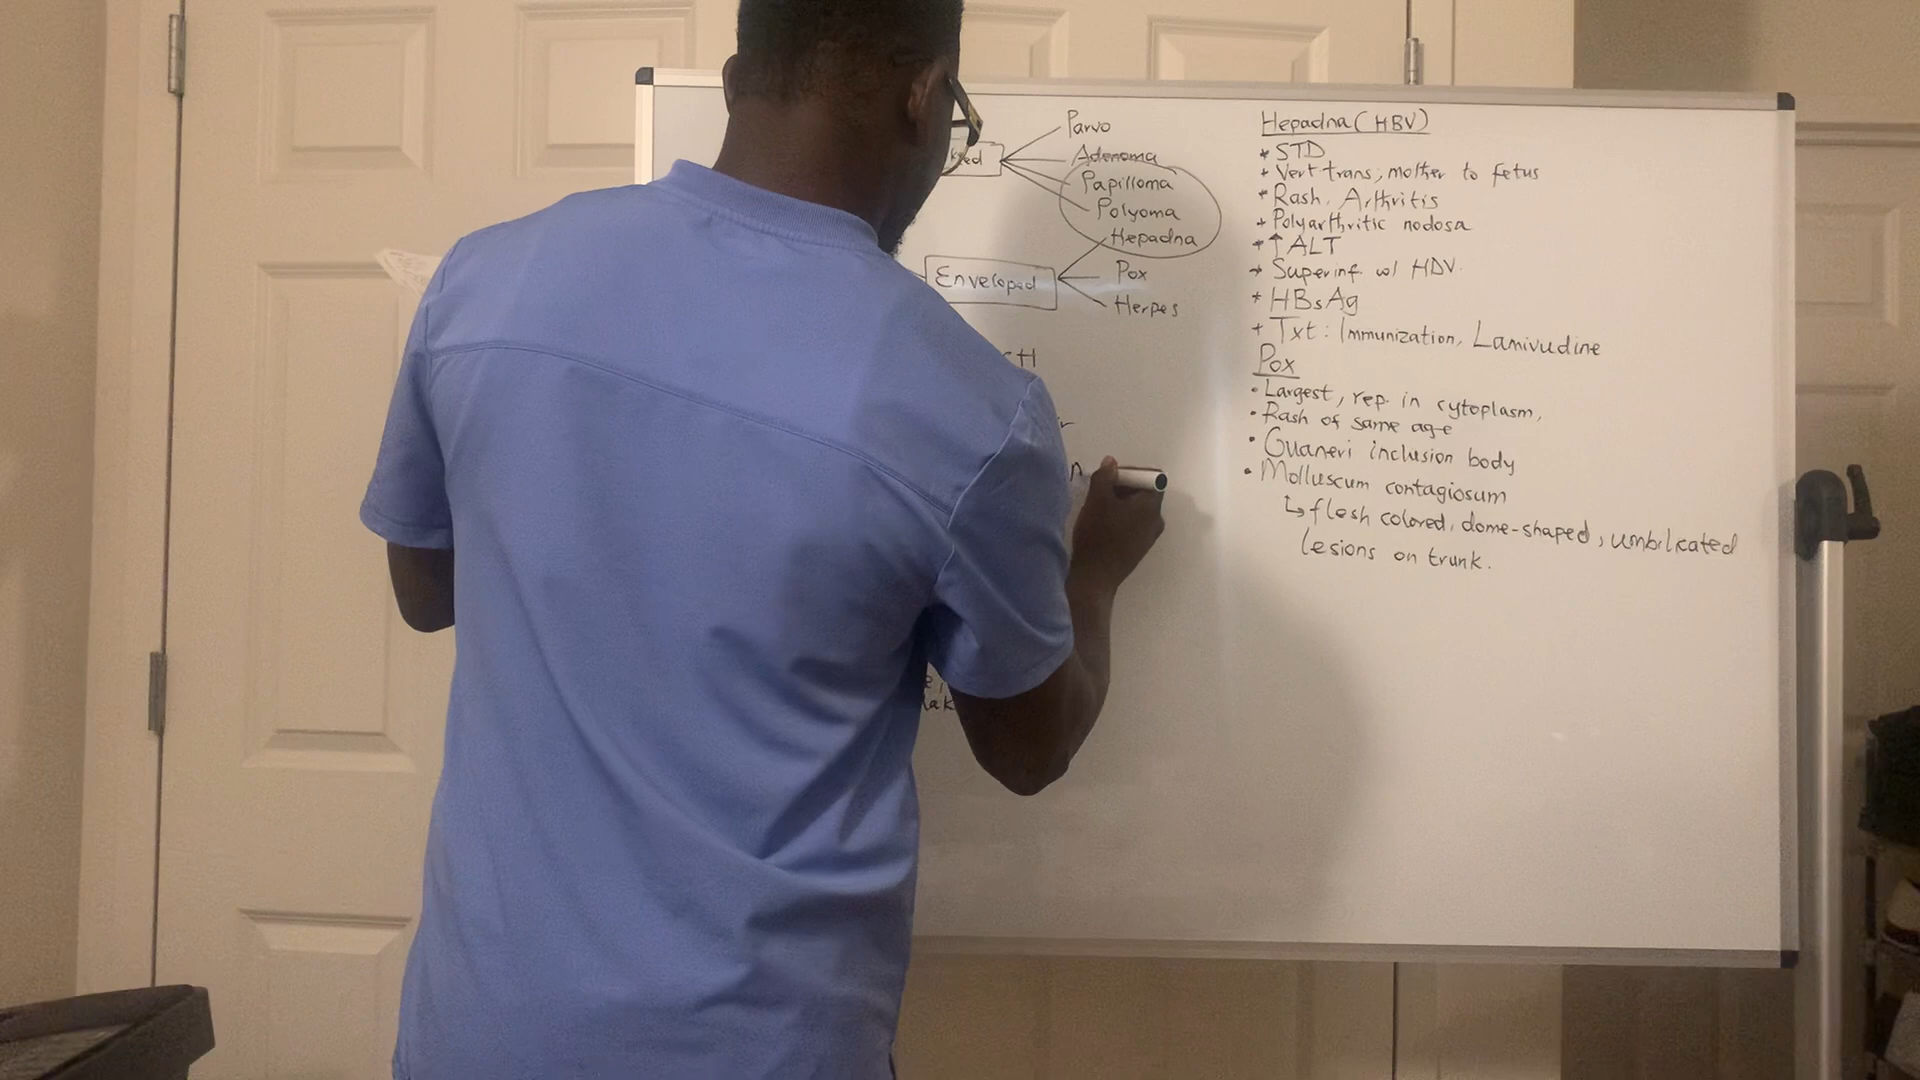 Parvo
Adenoma
Papilloma
Polyoma
Hepadna
Enveloped
Pox
Herpes
Hepadna (HBV)
* STD
+ Vert trans, mother to fetus
* Rash, Arthritis
+ Polyarthritic nodosa
* ↑ ALT
* Superinf w/ HDV.
* HBsAg
+ Txt: Immunization, Lamivudine
Pox
• Largest, rep. in cytoplasm,
• Rash of same age
• Guaneri inclusion body
• Molluscum contagiosum
↳ flesh colored, dome-shaped, umbilicated
lesions on trunk.